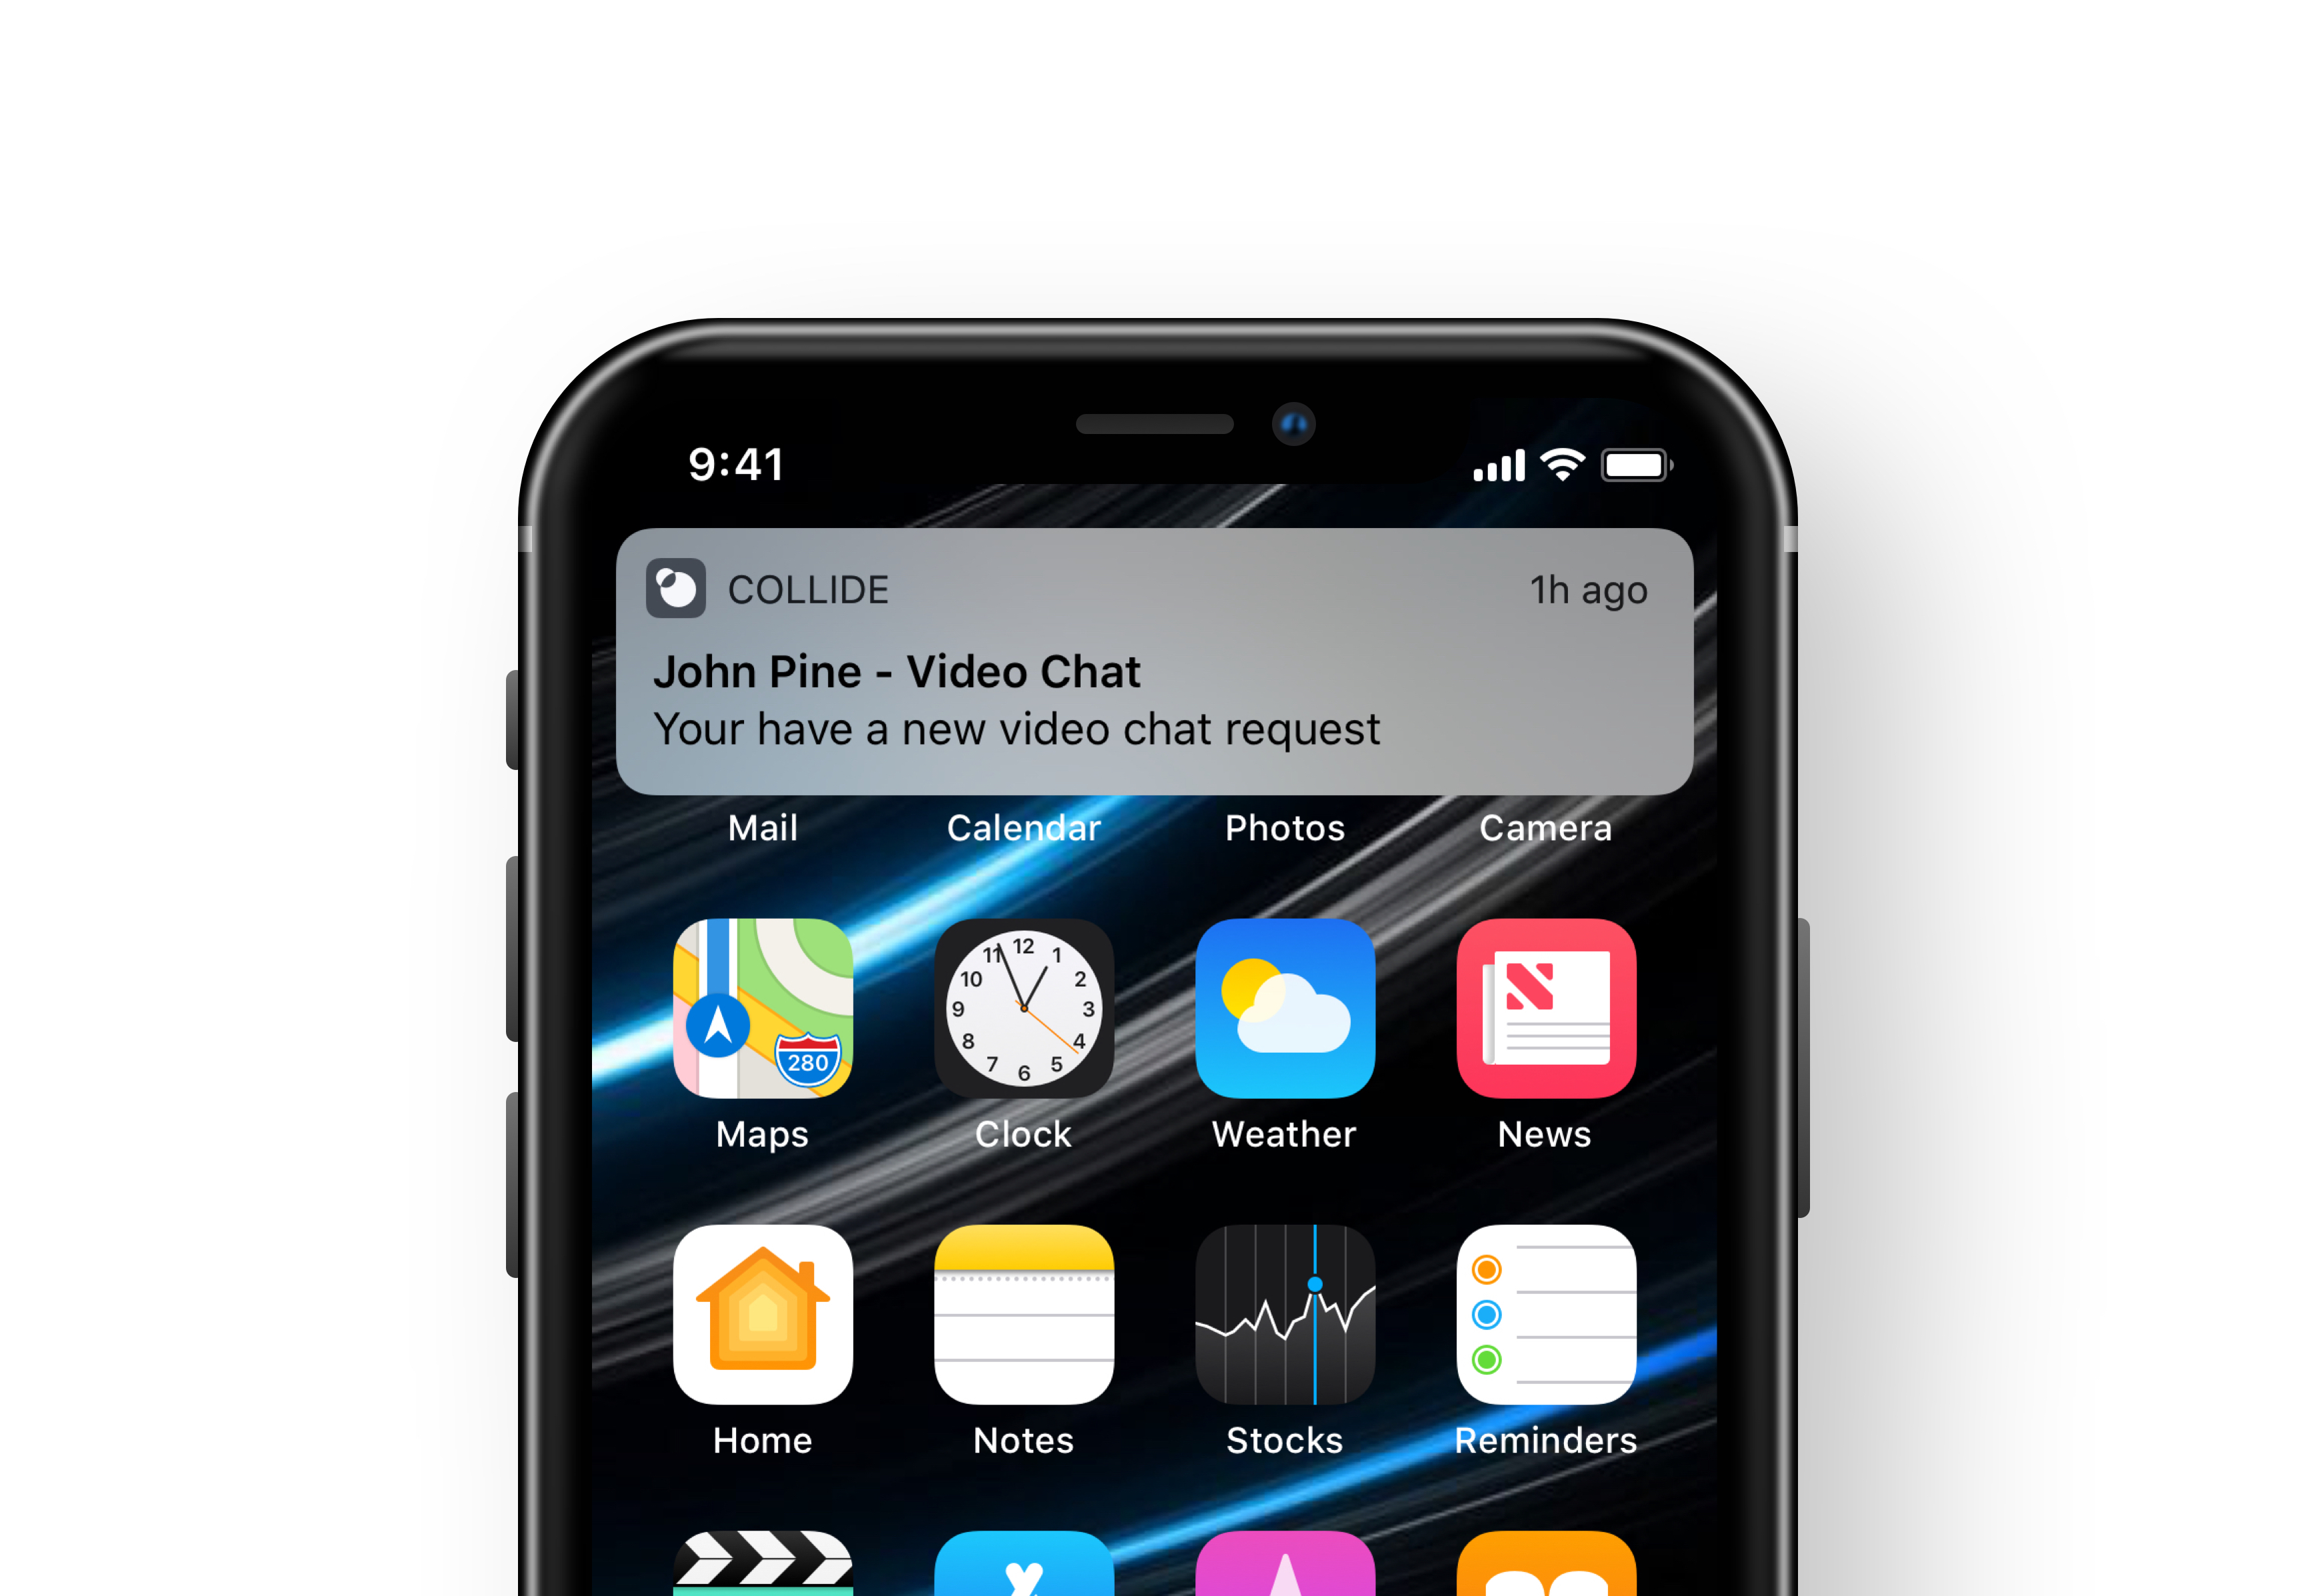 9:41
COLLIDE 1h ago
John Pine - Video Chat
Your have a new video chat request
Mail Calendar Photos Camera
280
12
11 1
10 2
9 3
8 4
7 5
6
Maps Clock Weather News
Home Notes Stocks Reminders